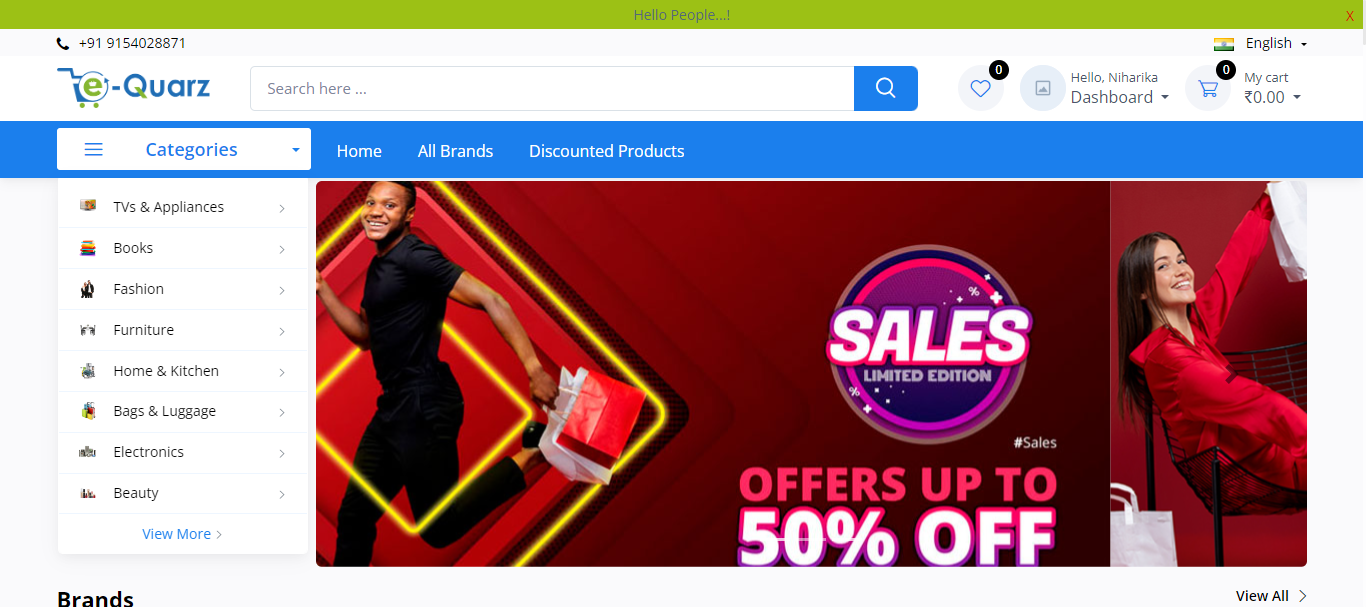 Hello People...!
X
+91 9154028871
English
e-Quarz
Search here ...
0
Hello, Niharika
Dashboard
0
My cart
₹0.00
Categories
Home
All Brands
Discounted Products
TVs & Appliances
Books
Fashion
Furniture
Home & Kitchen
Bags & Luggage
Electronics
Beauty
View More
%
SALES
LIMITED EDITION
%
#Sales
OFFERS UP TO
50% OFF
Brands
View All